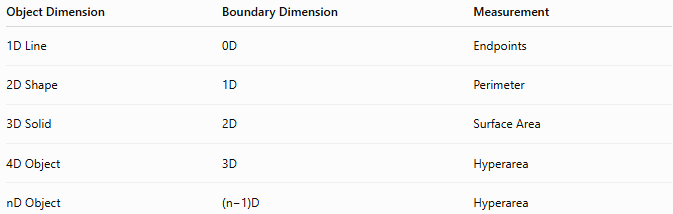 Object Dimension Boundary Dimension Measurement
1D Line 0D Endpoints
2D Shape 1D Perimeter
3D Solid 2D Surface Area
4D Object 3D Hyperarea
nD Object (n−1)D Hyperarea